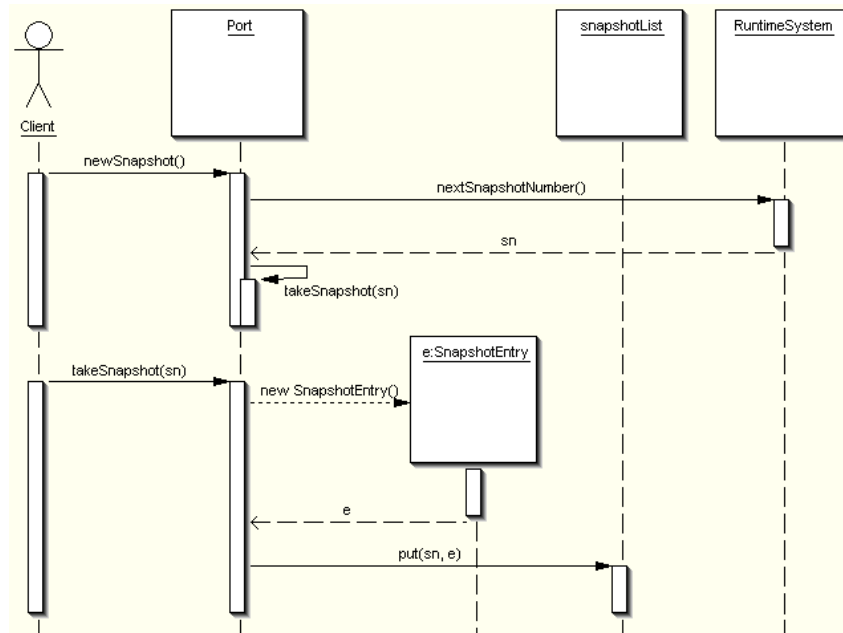 Port
snapshotList
RuntimeSystem
Client
newSnapshot()
nextSnapshotNumber()
sn
takeSnapshot(sn)
e:SnapshotEntry
takeSnapshot(sn)
new SnapshotEntry()
e
put(sn, e)